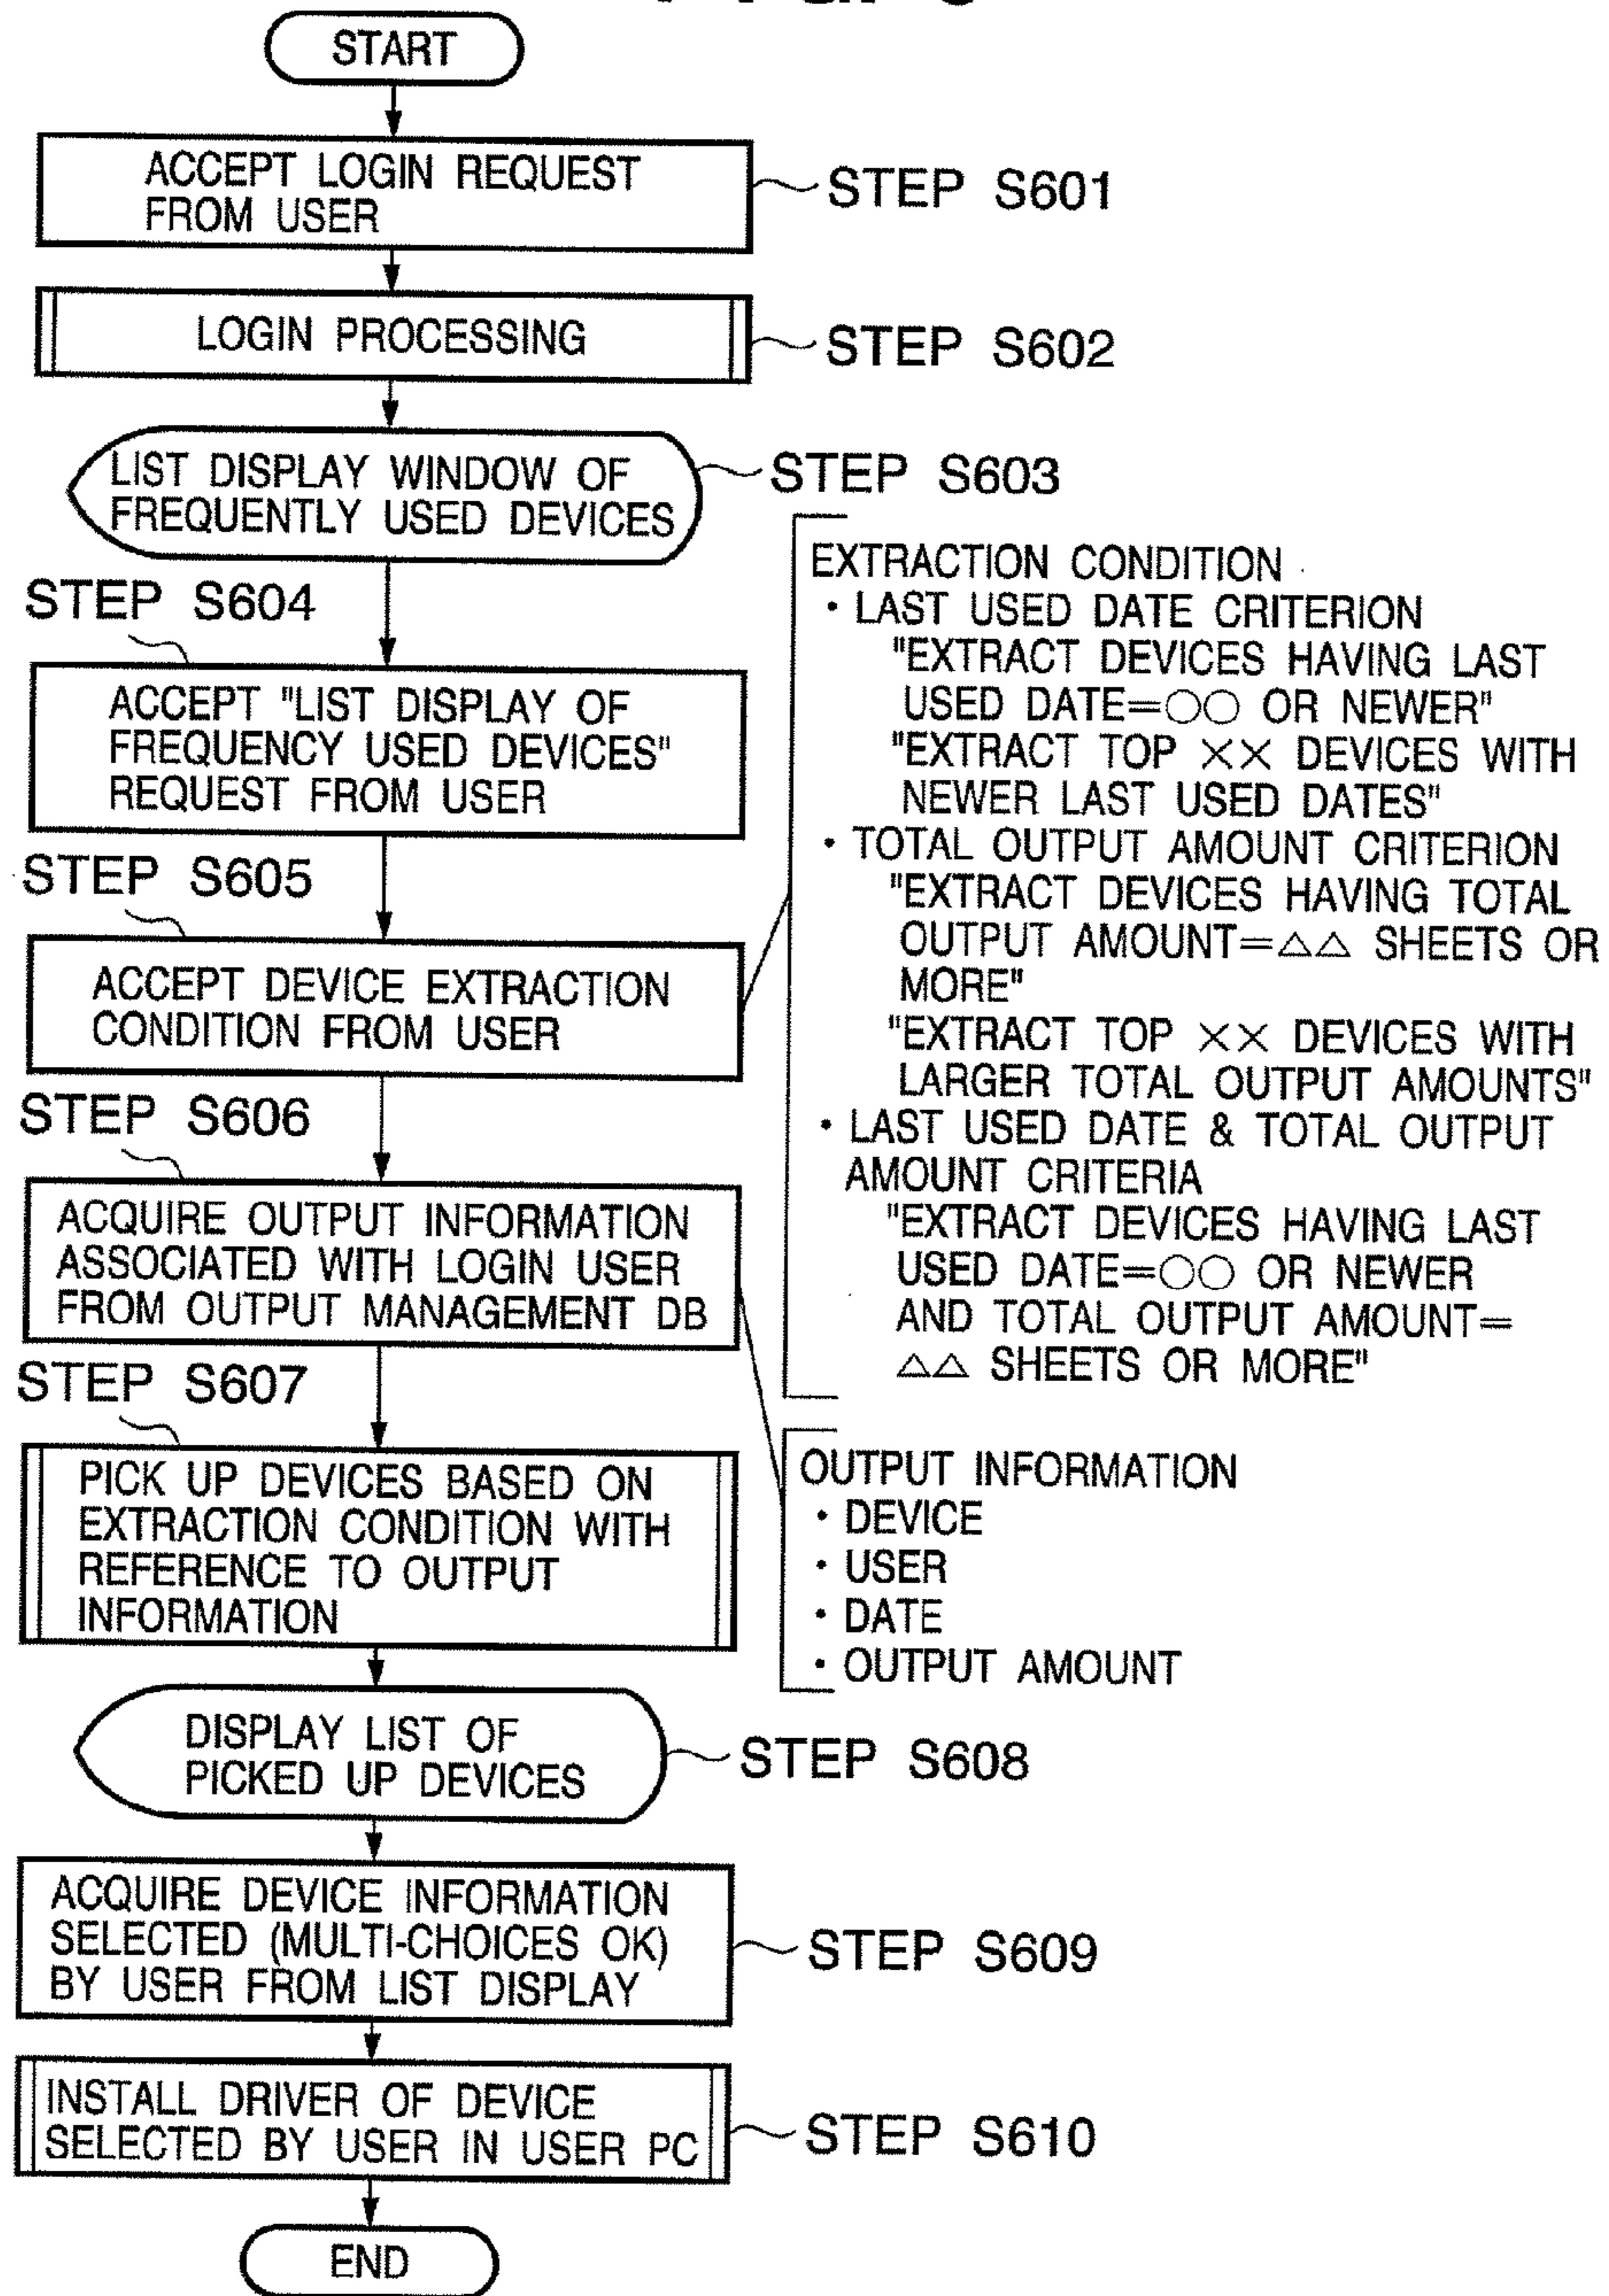 START
ACCEPT LOGIN REQUEST
FROM USER
STEP S601
LOGIN PROCESSING
STEP S602
LIST DISPLAY WINDOW OF
FREQUENTLY USED DEVICES
STEP S603
STEP S604
ACCEPT "LIST DISPLAY OF
FREQUENCY USED DEVICES"
REQUEST FROM USER
STEP S605
ACCEPT DEVICE EXTRACTION
CONDITION FROM USER
EXTRACTION CONDITION
・LAST USED DATE CRITERION
"EXTRACT DEVICES HAVING LAST
USED DATE=○○ OR NEWER"
"EXTRACT TOP ×× DEVICES WITH
NEWER LAST USED DATES"
・TOTAL OUTPUT AMOUNT CRITERION
"EXTRACT DEVICES HAVING TOTAL
OUTPUT AMOUNT=△△ SHEETS OR
MORE"
"EXTRACT TOP ×× DEVICES WITH
LARGER TOTAL OUTPUT AMOUNTS"
・LAST USED DATE & TOTAL OUTPUT
AMOUNT CRITERIA
"EXTRACT DEVICES HAVING LAST
USED DATE=○○ OR NEWER
AND TOTAL OUTPUT AMOUNT=
△△ SHEETS OR MORE"
STEP S606
ACQUIRE OUTPUT INFORMATION
ASSOCIATED WITH LOGIN USER
FROM OUTPUT MANAGEMENT DB
OUTPUT INFORMATION
・DEVICE
・USER
・DATE
・OUTPUT AMOUNT
STEP S607
PICK UP DEVICES BASED ON
EXTRACTION CONDITION WITH
REFERENCE TO OUTPUT
INFORMATION
DISPLAY LIST OF
PICKED UP DEVICES
STEP S608
ACQUIRE DEVICE INFORMATION
SELECTED (MULTI-CHOICES OK)
BY USER FROM LIST DISPLAY
STEP S609
INSTALL DRIVER OF DEVICE
SELECTED BY USER IN USER PC
STEP S610
END